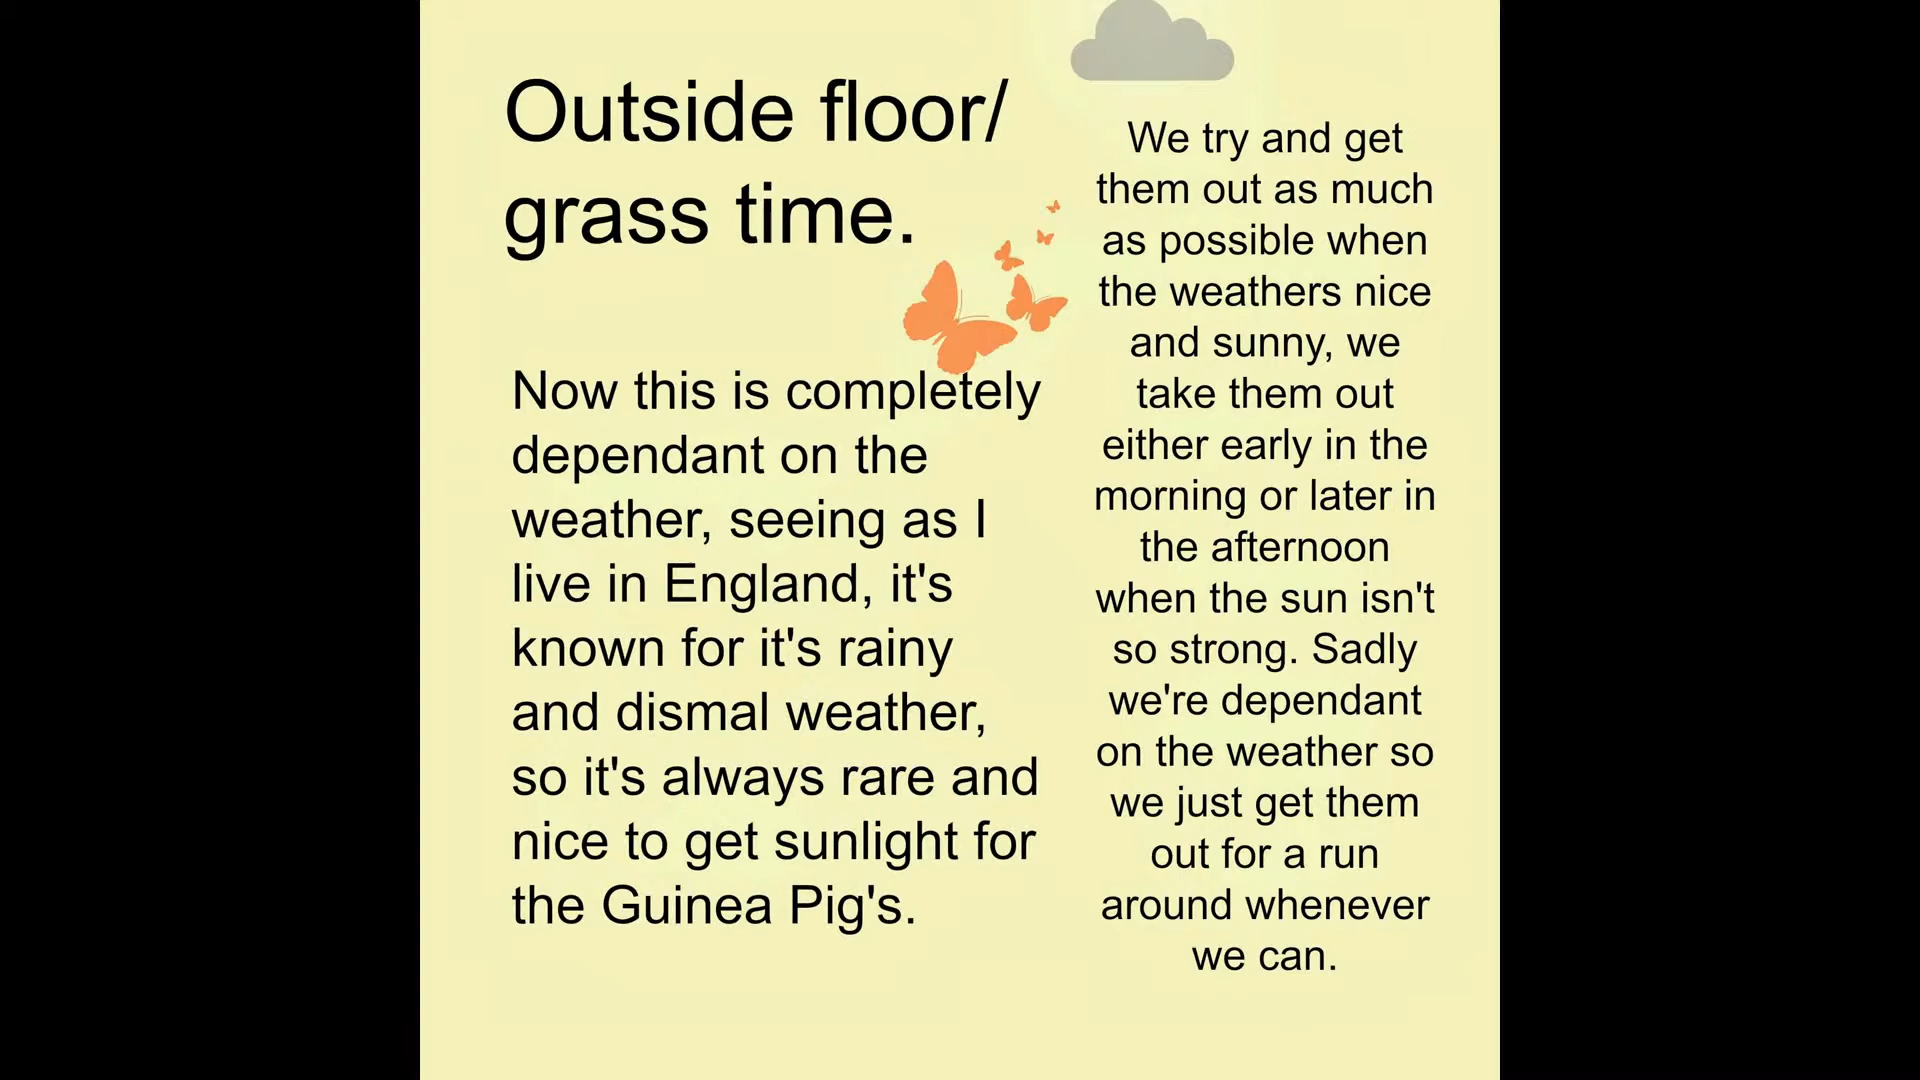 Outside floor/
grass time.
Now this is completely
dependant on the
weather, seeing as I
live in England, it's
known for it's rainy
and dismal weather,
so it's always rare and
nice to get sunlight for
the Guinea Pig's.
We try and get
them out as much
as possible when
the weathers nice
and sunny, we
take them out
either early in the
morning or later in
the afternoon
when the sun isn't
so strong. Sadly
we're dependant
on the weather so
we just get them
out for a run
around whenever
we can.